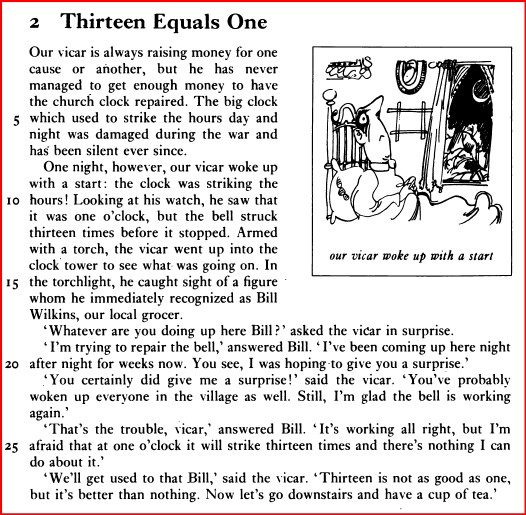 2 Thirteen Equals One
Our vicar is always raising money for one
cause or another, but he has never
managed to get enough money to have
the church clock repaired. The big clock
5 which used to strike the hours day and
night was damaged during the war and
has been silent ever since.
One night, however, our vicar woke up
with a start: the clock was striking the
10 hours! Looking at his watch, he saw that
it was one o'clock, but the bell struck
thirteen times before it stopped. Armed
with a torch, the vicar went up into the
clock tower to see what was going on. In
15 the torchlight, he caught sight of a figure
whom he immediately recognized as Bill
Wilkins, our local grocer.
our vicar woke up with a start
'Whatever are you doing up here Bill?' asked the vicar in surprise.
'I'm trying to repair the bell,' answered Bill. 'I've been coming up here night
20 after night for weeks now. You see, I was hoping to give you a surprise.'
'You certainly did give me a surprise!' said the vicar. 'You've probably
woken up everyone in the village as well. Still, I'm glad the bell is working
again.'
'That's the trouble, vicar,' answered Bill. 'It's working all right, but I'm
25 afraid that at one o'clock it will strike thirteen times and there's nothing I can
do about it.'
'We'll get used to that Bill,' said the vicar. 'Thirteen is not as good as one,
but it's better than nothing. Now let's go downstairs and have a cup of tea.'